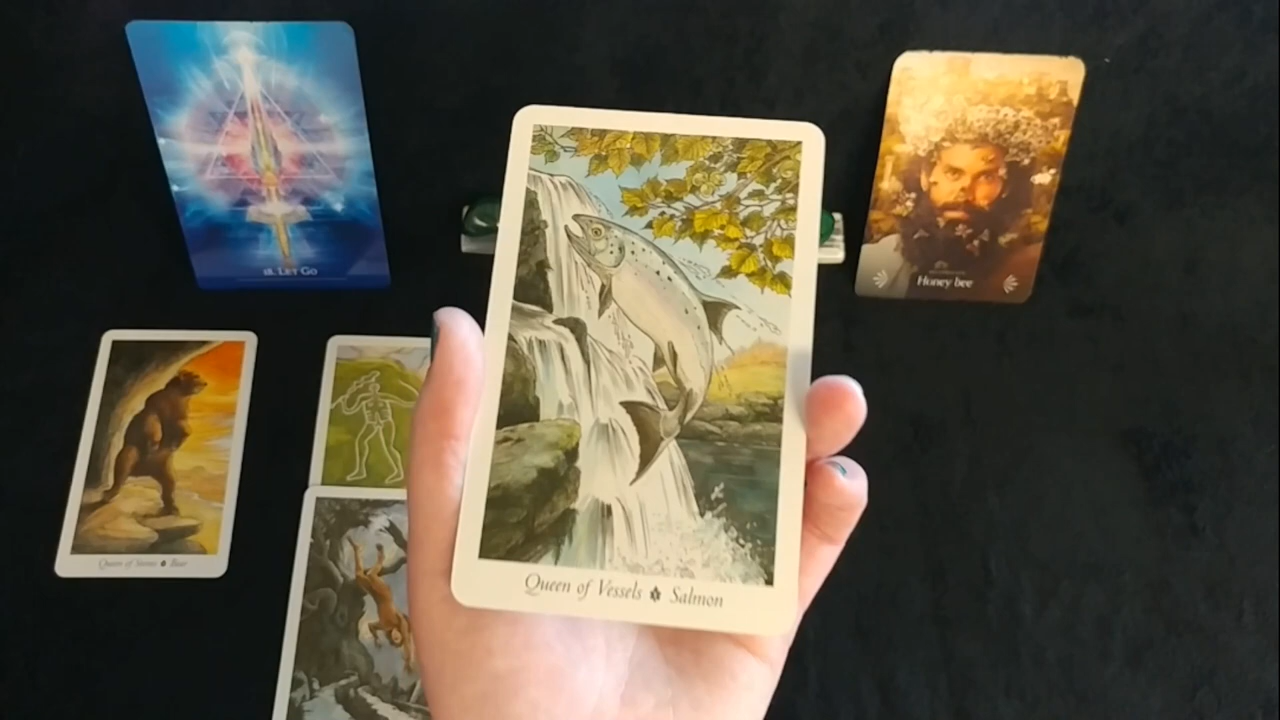 18. Let Go
Honey bee
Queen of Stones Bear
Queen of Vessels Salmon